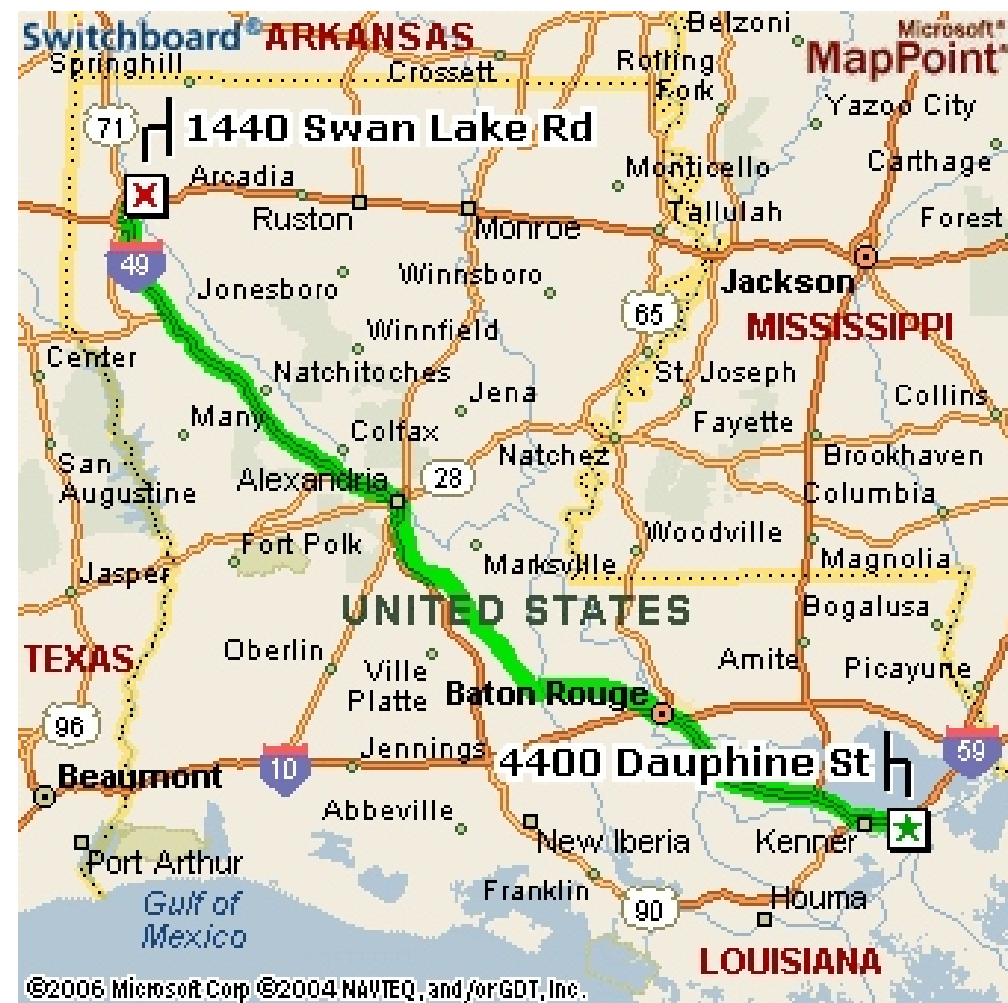 Switchboard®
ARKANSAS
Belzoni
Microsoft®
MapPoint®
Springhill
Crossett
Rolling
Fork
Yazoo City
71
1440 Swan Lake Rd
Carthage
Monticello
Arcadia
Ruston
Monroe
Tallulah
Forest
49
Jonesboro
Winnsboro
Jackson
65
MISSISSIPPI
Winnfield
Center
Natchitoches
St. Joseph
Jena
Collins
Many
Colfax
Fayette
Natchez
Brookhaven
San
Augustine
Alexandria
28
Columbia
Woodville
Fort Polk
Marksville
Magnolia
Jasper
UNITED STATES
Bogalusa
TEXAS
Oberlin
Ville
Platte
Amite
Picayune
Baton Rouge
96
Jennings
10
59
4400 Dauphine St
Beaumont
Abbeville
New Iberia
Kenner
Port Arthur
Franklin
Houma
Gulf of
Mexico
90
LOUISIANA
©2006 Microsoft Corp ©2004 NAVTEQ, and/or GDT, Inc.